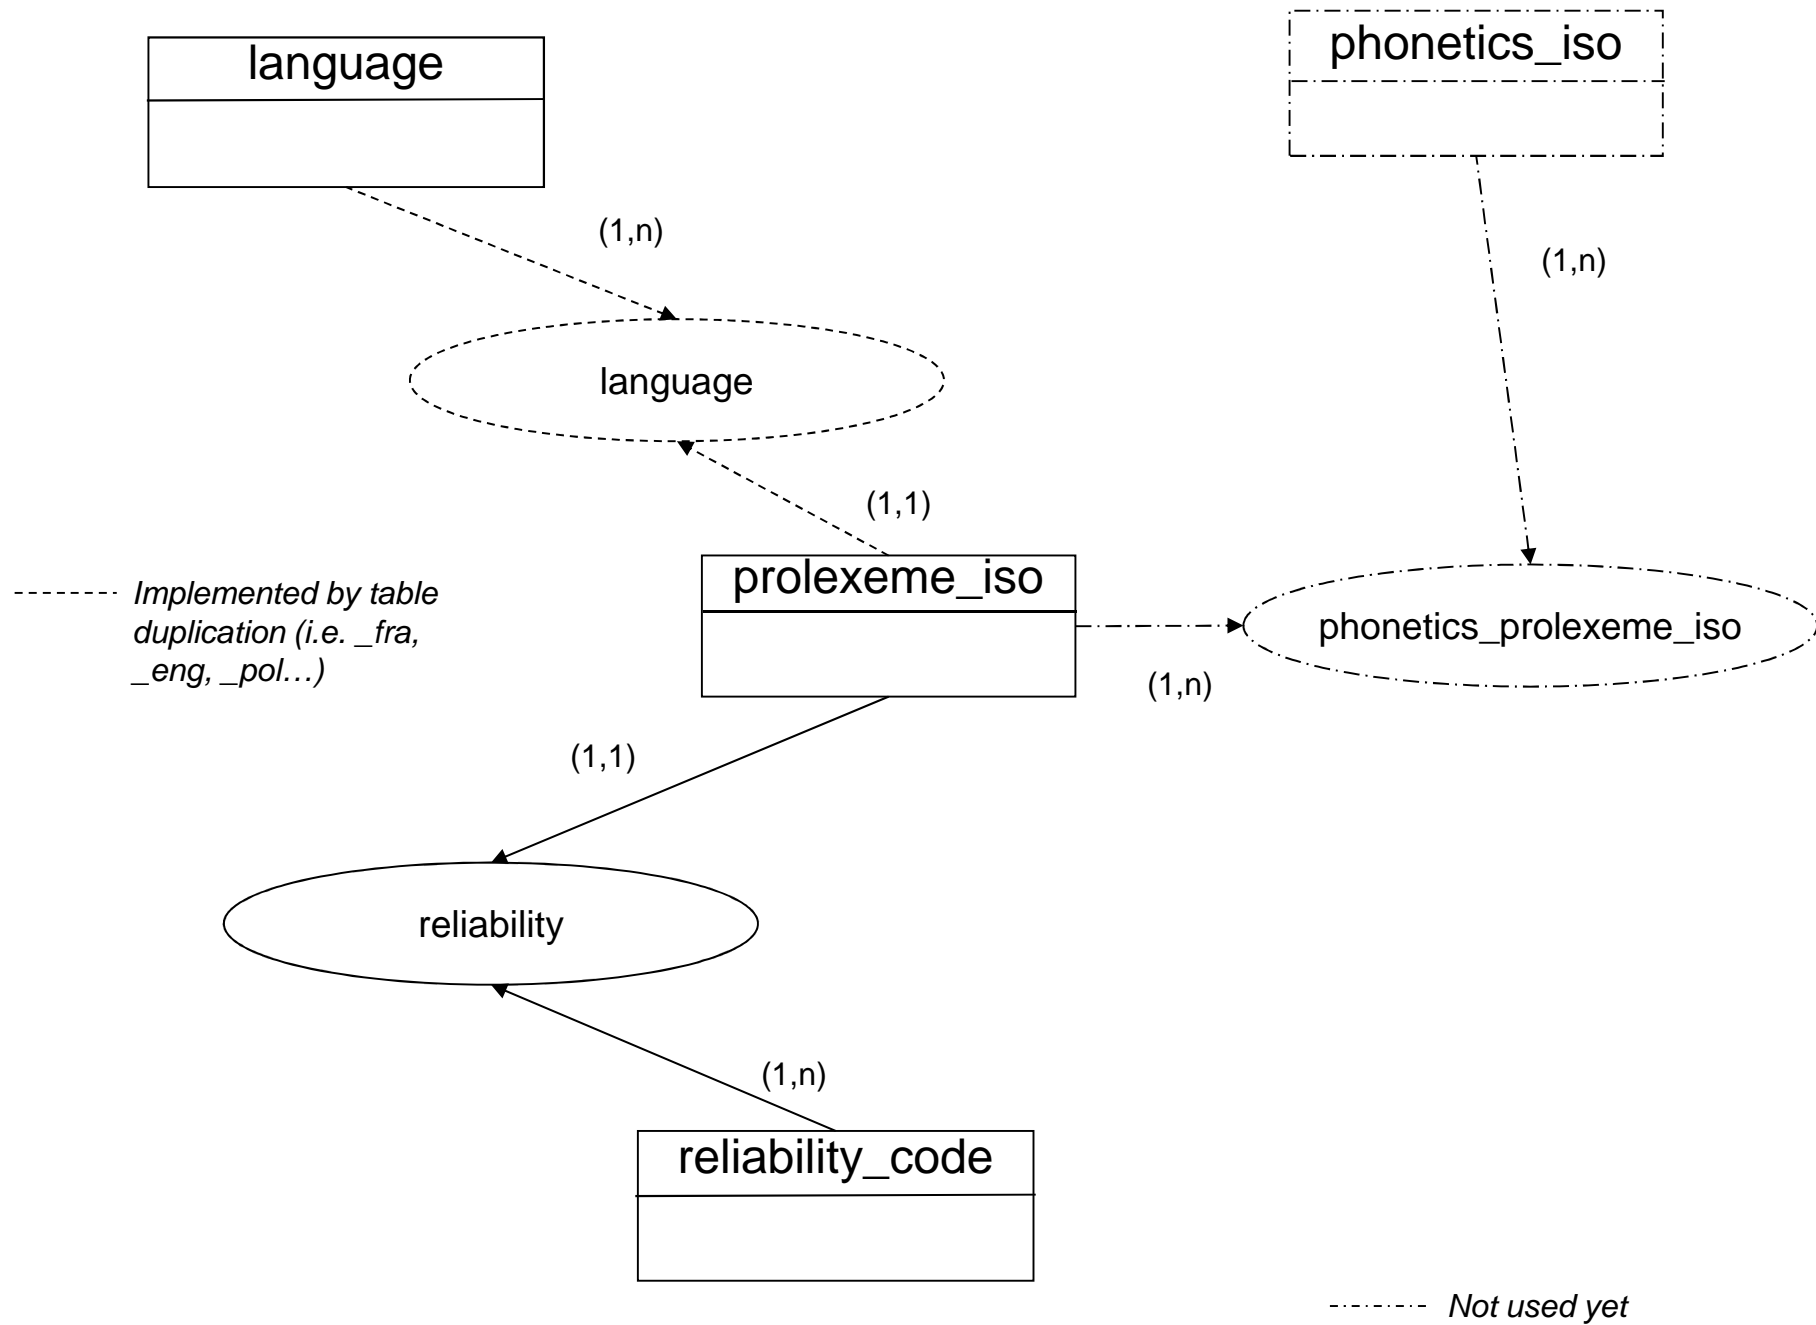 phonetics_iso
language
(1,n)
(1,n)
language
(1,1)
prolexeme_iso
Implemented by table
duplication (i.e. _fra,
_eng, _pol…)
phonetics_prolexeme_iso
(1,n)
(1,1)
reliability
(1,n)
reliability_code
Not used yet